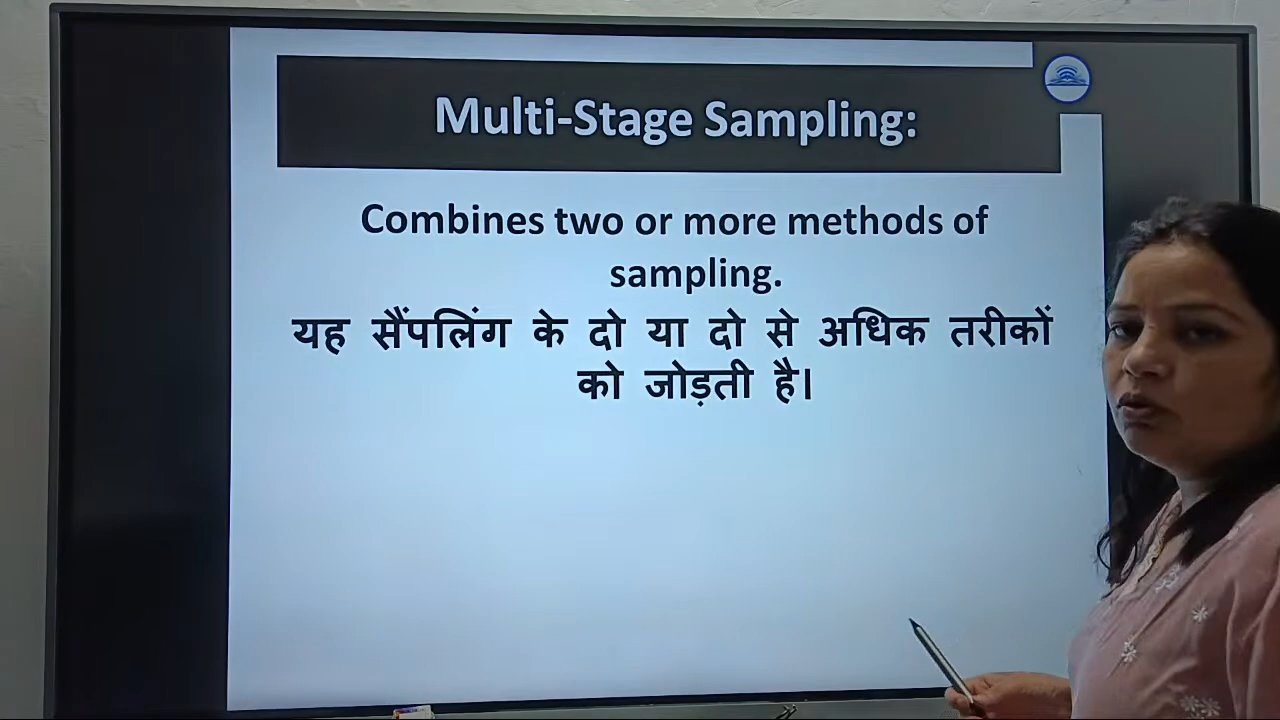 Multi-Stage Sampling:
Combines two or more methods of
sampling.
यह सैंपलिंग के दो या दो से अधिक तरीकों
को जोड़ती है।